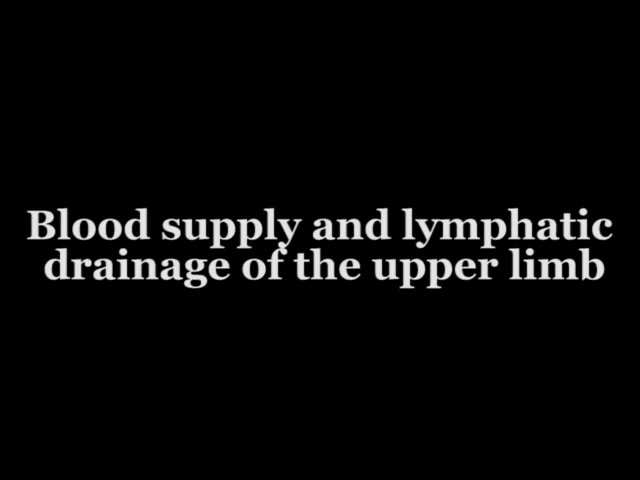 Blood supply and lymphatic
drainage of the upper limb